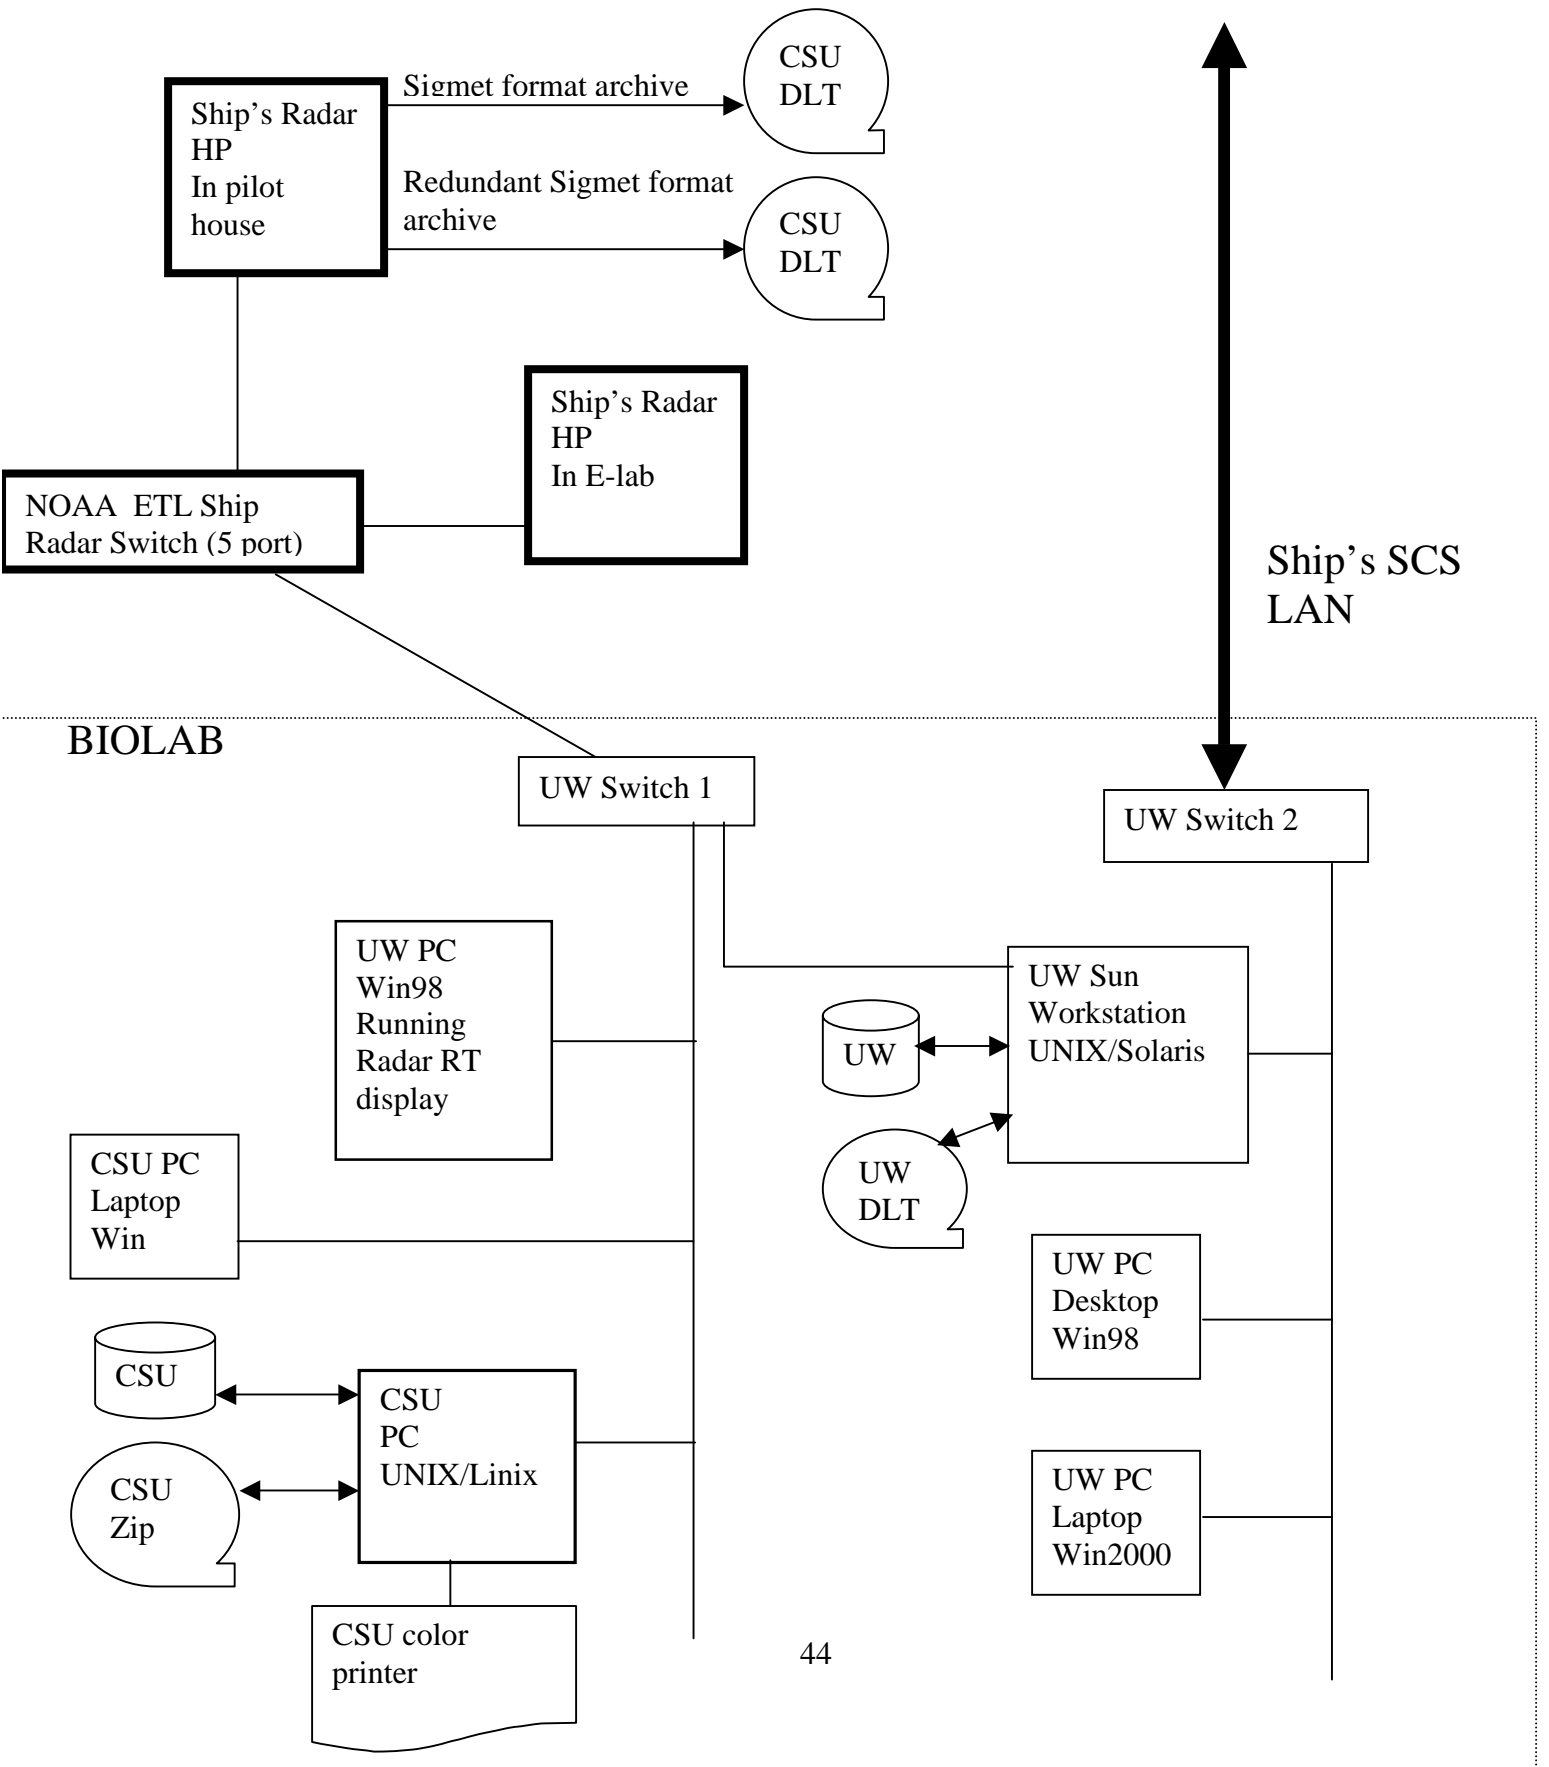 CSU
DLT
Sigmet format archive
Ship's Radar
HP
In pilot
house
Redundant Sigmet format
archive
CSU
DLT
Ship's Radar
HP
In E-lab
NOAA  ETL Ship
Radar Switch (5 port)
Ship's SCS
LAN
BIOLAB
UW Switch 1
UW Switch 2
UW PC
Win98
Running
Radar RT
display
UW Sun
Workstation
UNIX/Solaris
UW
CSU PC
Laptop
Win
UW
DLT
UW PC
Desktop
Win98
CSU
CSU
PC
UNIX/Linix
CSU
Zip
UW PC
Laptop
Win2000
CSU color
printer
44